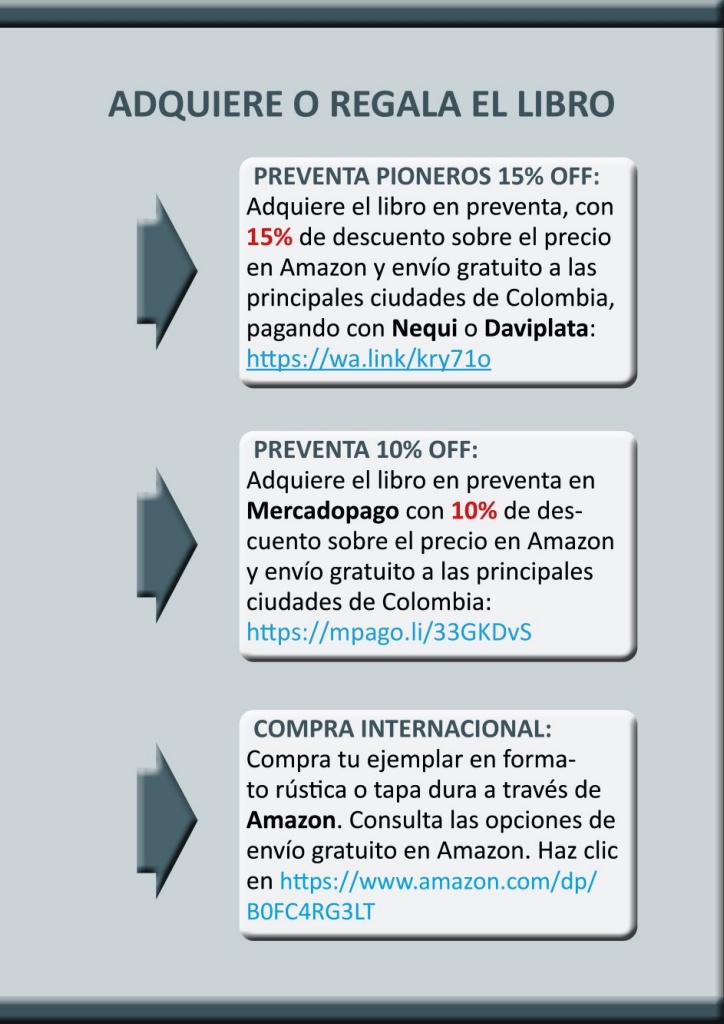 ADQUIERE O REGALA EL LIBRO
PREVENTA PIONEROS 15% OFF:
Adquiere el libro en preventa, con
15% de descuento sobre el precio
en Amazon y envío gratuito a las
principales ciudades de Colombia,
pagando con Nequi o Daviplata:
https://wa.link/kry71o
PREVENTA 10% OFF:
Adquiere el libro en preventa en
Mercadopago con 10% de des-
cuento sobre el precio en Amazon
y envío gratuito a las principales
ciudades de Colombia:
https://mpago.li/33GKDvS
COMPRA INTERNACIONAL:
Compra tu ejemplar en forma-
to rústica o tapa dura a través de
Amazon. Consulta las opciones de
envío gratuito en Amazon. Haz clic
en https://www.amazon.com/dp/
B0FC4RG3LT